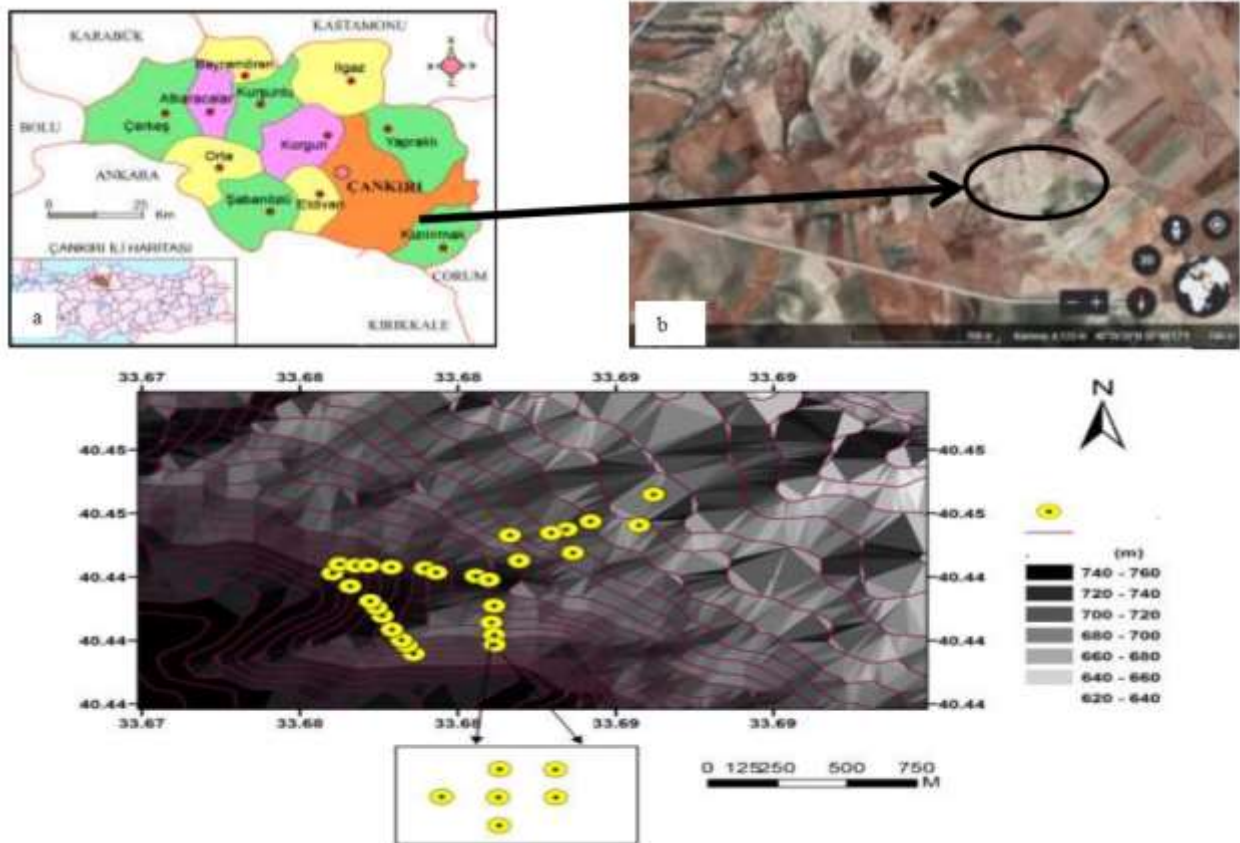 KARABÜK
KASTAMONU
Bayramören
Ilgaz
Atkaracalar
Kurşunlu
Çerkeş
Yapraklı
BOLU
Korgun
Orta
ANKARA
ÇANKIRI
Şabanözü
Eldivan
0 25
Km
Kızılırmak
ÇANKIRI İLİ HARİTASI
ÇORUM
KIRIKKALE
a
b
3D
33.67 33.68 33.68 33.69 33.69
N
40.45 40.45
40.45 40.45
(m)
740 - 760
40.44 40.44
720 - 740
700 - 720
680 - 700
40.44 40.44
660 - 680
640 - 660
620 - 640
40.44 40.44
33.67 33.68 33.68 33.69 33.69
0 125250 500 750
M